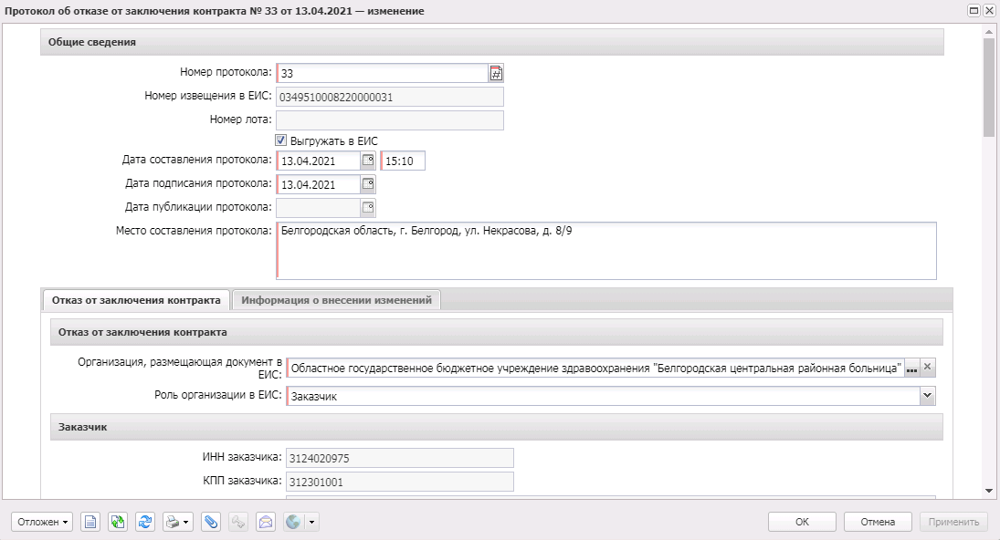 Протокол об отказе от заключения контракта № 33 от 13.04.2021 — изменение
Общие сведения
Номер протокола: 33
Номер извещения в ЕИС: 0349510008220000031
Номер лота:
Выгружать в ЕИС
Дата составления протокола: 13.04.2021 15:10
Дата подписания протокола: 13.04.2021
Дата публикации протокола:
Место составления протокола: Белгородская область, г. Белгород, ул. Некрасова, д. 8/9
Отказ от заключения контракта Информация о внесении изменений
Отказ от заключения контракта
Организация, размещающая документ в
ЕИС: Областное государственное бюджетное учреждение здравоохранения "Белгородская центральная районная больница" ...
Роль организации в ЕИС: Заказчик
Заказчик
ИНН заказчика: 3124020975
КПП заказчика: 312301001
Отложен ОК Отмена Применить